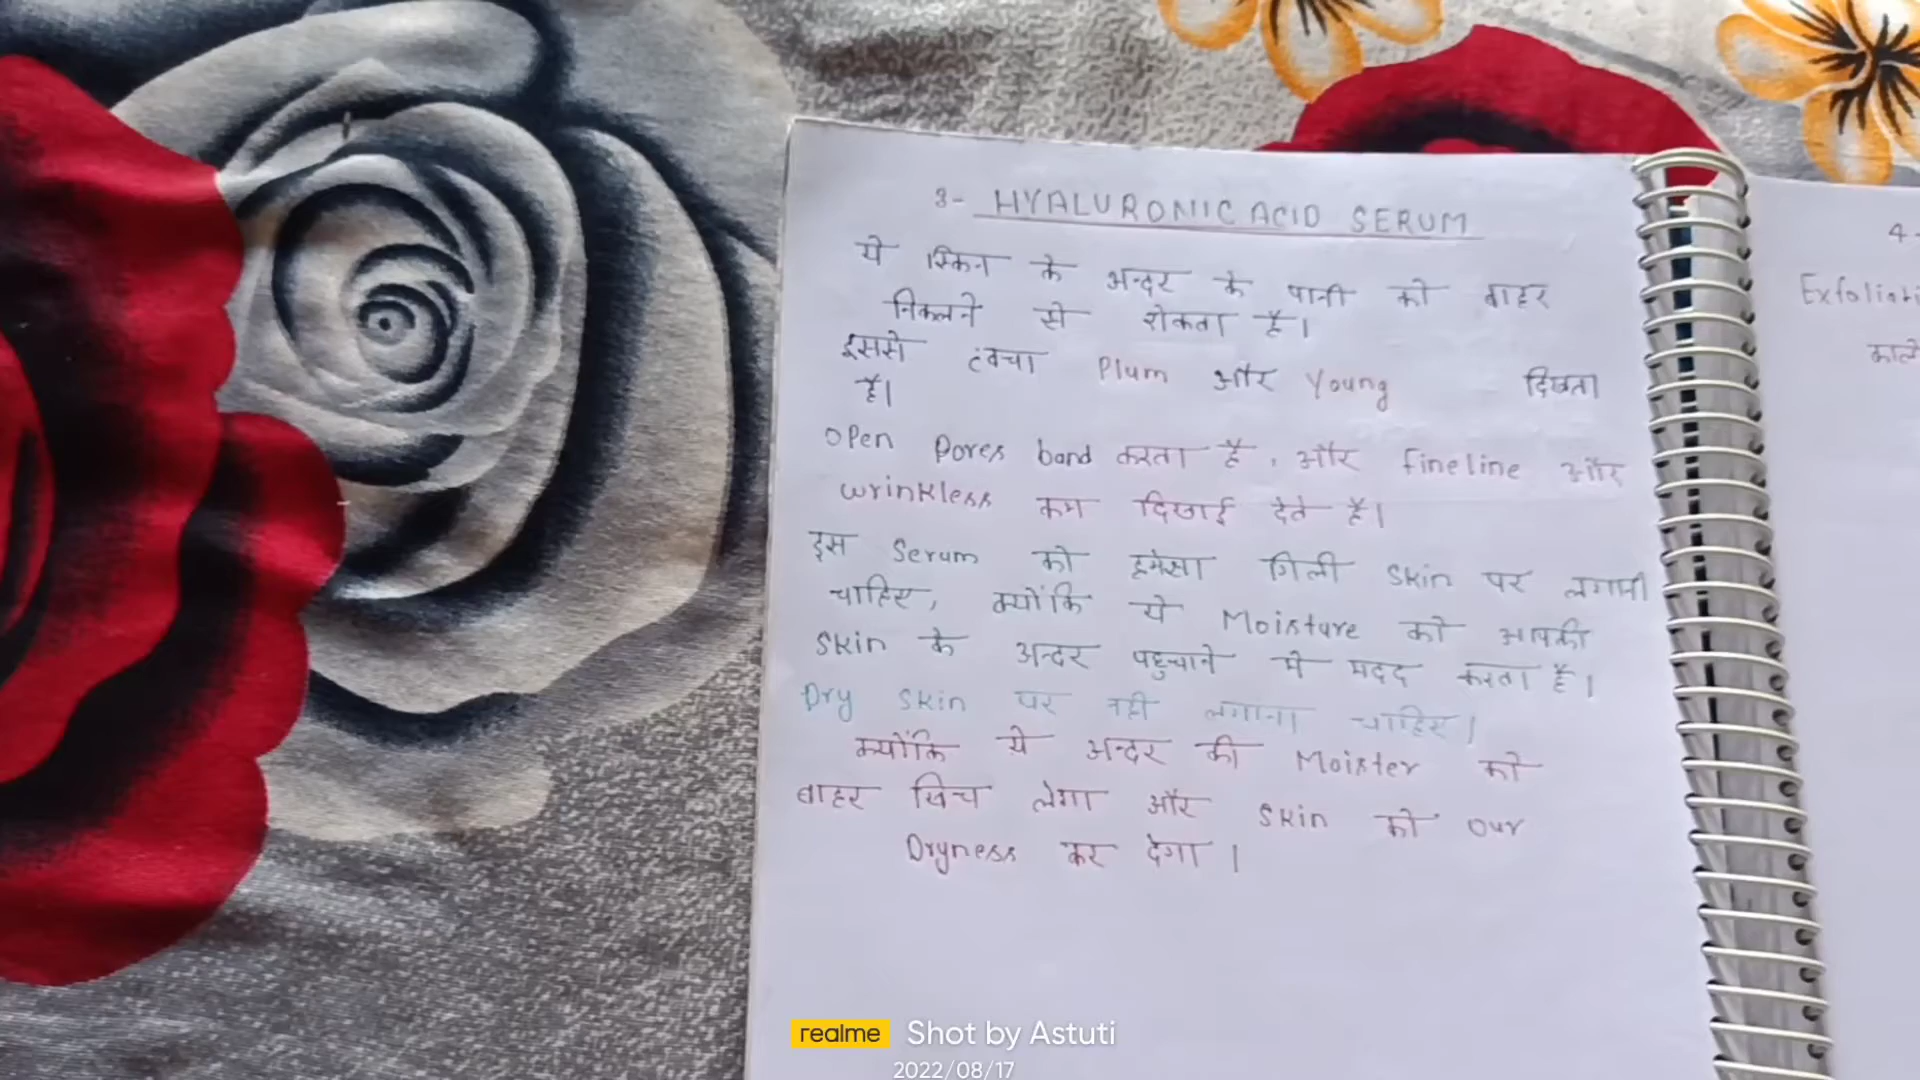 3- HYALURONIC ACID SERUM
ये स्किन के अन्दर के पानी को बाहर
निकलने से रोकता है।
इससे त्वचा Plum और Young दिखता
है।
OPen Pores band करता है, और fineline और
Wrinkless कम दिखाई देते है।
इस Serum को हमेसा गिली Skin पर लगानी
चाहिए, क्योंकि ये Moisture को आपकी
Skin के अन्दर पहुचाने मे मदद करता है।
Dry Skin पर नही लगाना चाहिए।
क्योंकि ये अन्दर की Moister को
बाहर खिच लेगा और Skin को Our
Dryness कर देगा।
4-
realme Shot by Astuti
2022/08/17